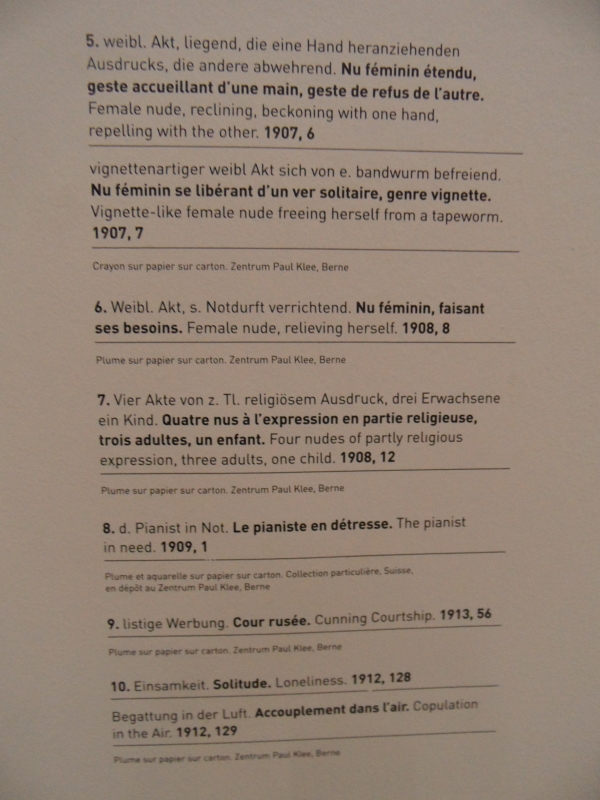 5. weibl. Akt, liegend, die eine Hand heranziehenden
Ausdrucks, die andere abwehrend. Nu féminin étendu,
geste accueillant d'une main, geste de refus de l'autre.
Female nude, reclining, beckoning with one hand,
repelling with the other. 1907, 6
vignettenartiger weibl Akt sich von e. bandwurm befreiend.
Nu féminin se libérant d'un ver solitaire, genre vignette.
Vignette-like female nude freeing herself from a tapeworm.
1907, 7
Crayon sur papier sur carton. Zentrum Paul Klee, Berne
6. Weibl. Akt, s. Notdurft verrichtend. Nu féminin, faisant
ses besoins. Female nude, relieving herself. 1908, 8
Plume sur papier sur carton. Zentrum Paul Klee, Berne
7. Vier Akte von z. Tl. religiösem Ausdruck, drei Erwachsene
ein Kind. Quatre nus à l'expression en partie religieuse,
trois adultes, un enfant. Four nudes of partly religious
expression, three adults, one child. 1908, 12
Plume sur papier sur carton. Zentrum Paul Klee, Berne
8. d. Pianist in Not. Le pianiste en détresse. The pianist
in need. 1909, 1
Plume et aquarelle sur papier sur carton. Collection particulière, Suisse,
en dépôt au Zentrum Paul Klee, Berne
9. listige Werbung. Cour rusée. Cunning Courtship. 1913, 56
Plume sur papier sur carton. Zentrum Paul Klee, Berne
10. Einsamkeit. Solitude. Loneliness. 1912, 128
Begattung in der Luft. Accouplement dans l'air. Copulation
in the Air. 1912, 129
Plume sur papier sur carton. Zentrum Paul Klee, Berne